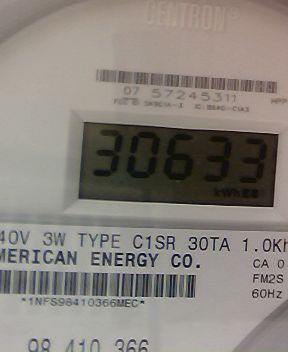 CENTRON®
07 57245311
30633
kWh
40V 3W TYPE C1SR 30TA 1.0Kh
MERICAN ENERGY CO.
CA 0
FM2S
60Hz
*1NFS98410366MEC*
98 410 366